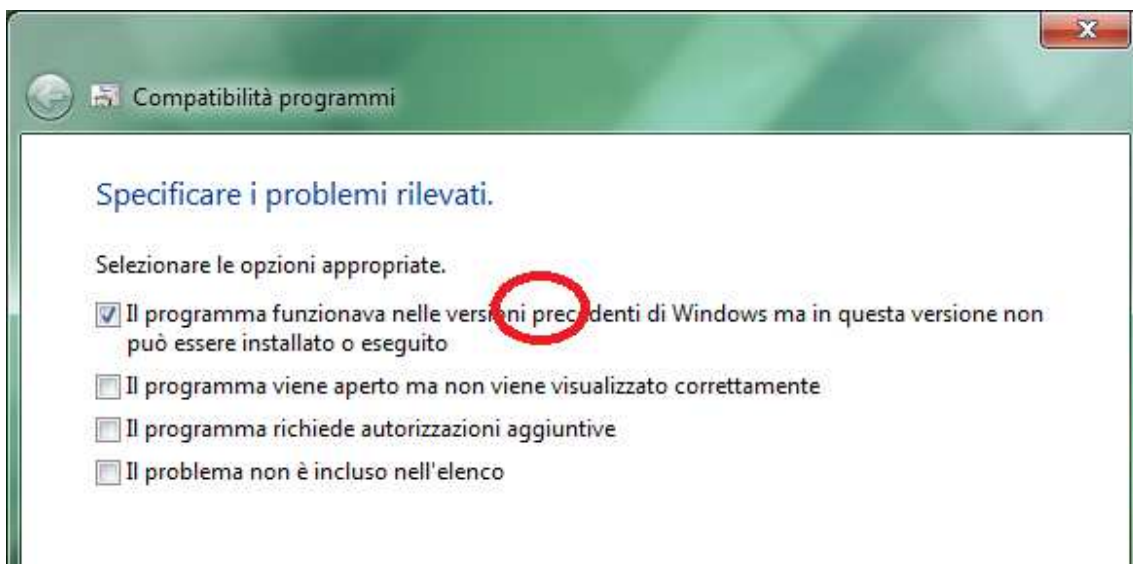 Compatibilità programmi
Specificare i problemi rilevati.
Selezionare le opzioni appropriate.
Il programma funzionava nelle versioni precedenti di Windows ma in questa versione non
può essere installato o eseguito
Il programma viene aperto ma non viene visualizzato correttamente
Il programma richiede autorizzazioni aggiuntive
Il problema non è incluso nell'elenco